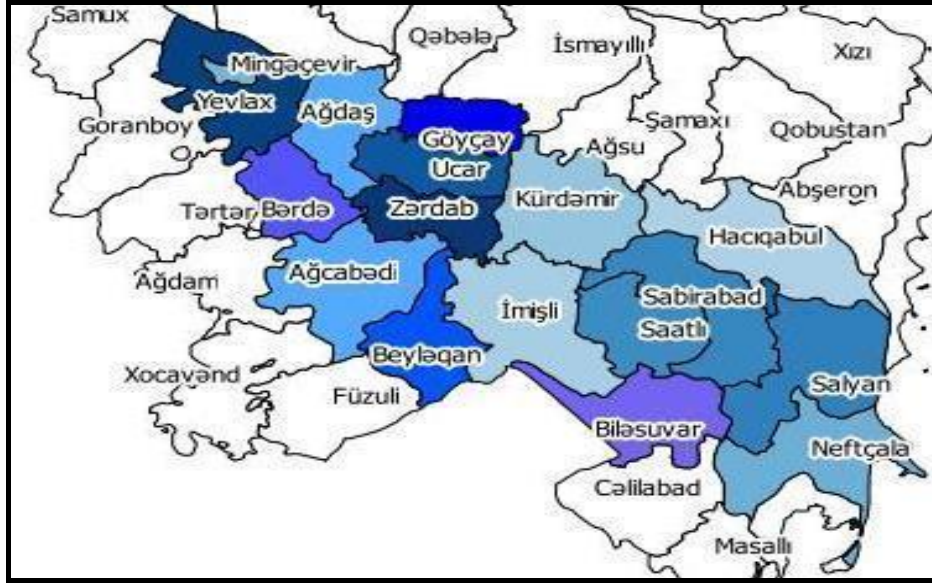 Samux
Qəbələ
İsmayıllı
Xızı
Mingəçevir
Yevlax
Ağdaş
Goranboy
Göyçay
Ağsu
Şamaxı
Qobustan
Ucar
Abşeron
Tərtər
Bərdə
Zərdab
Kürdəmir
Hacıqabul
Ağdam
Ağcabədi
İmişli
Sabirabad
Saatlı
Xocavənd
Beyləqan
Füzuli
Salyan
Biləsuvar
Neftçala
Cəlilabad
Masallı